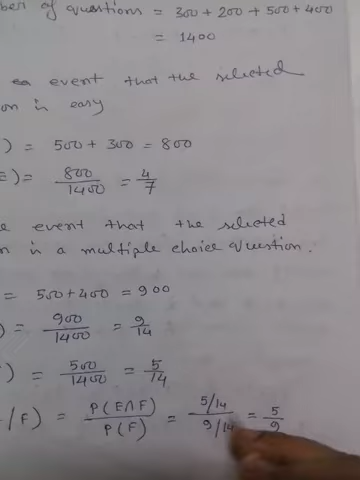 ber of questions = 300 + 200 + 500 + 400
= 1400
ea event that the selected
on is easy
) = 500 + 300 = 800
E) = 800/1400 = 4/7
e event that the selected
n is a multiple choice question.
= 500 + 400 = 900
) = 900/1400 = 9/14
) = 500/1400 = 5/14
/F) = P(E∩F)/P(F) = 5/14 / 9/14 = 5/9